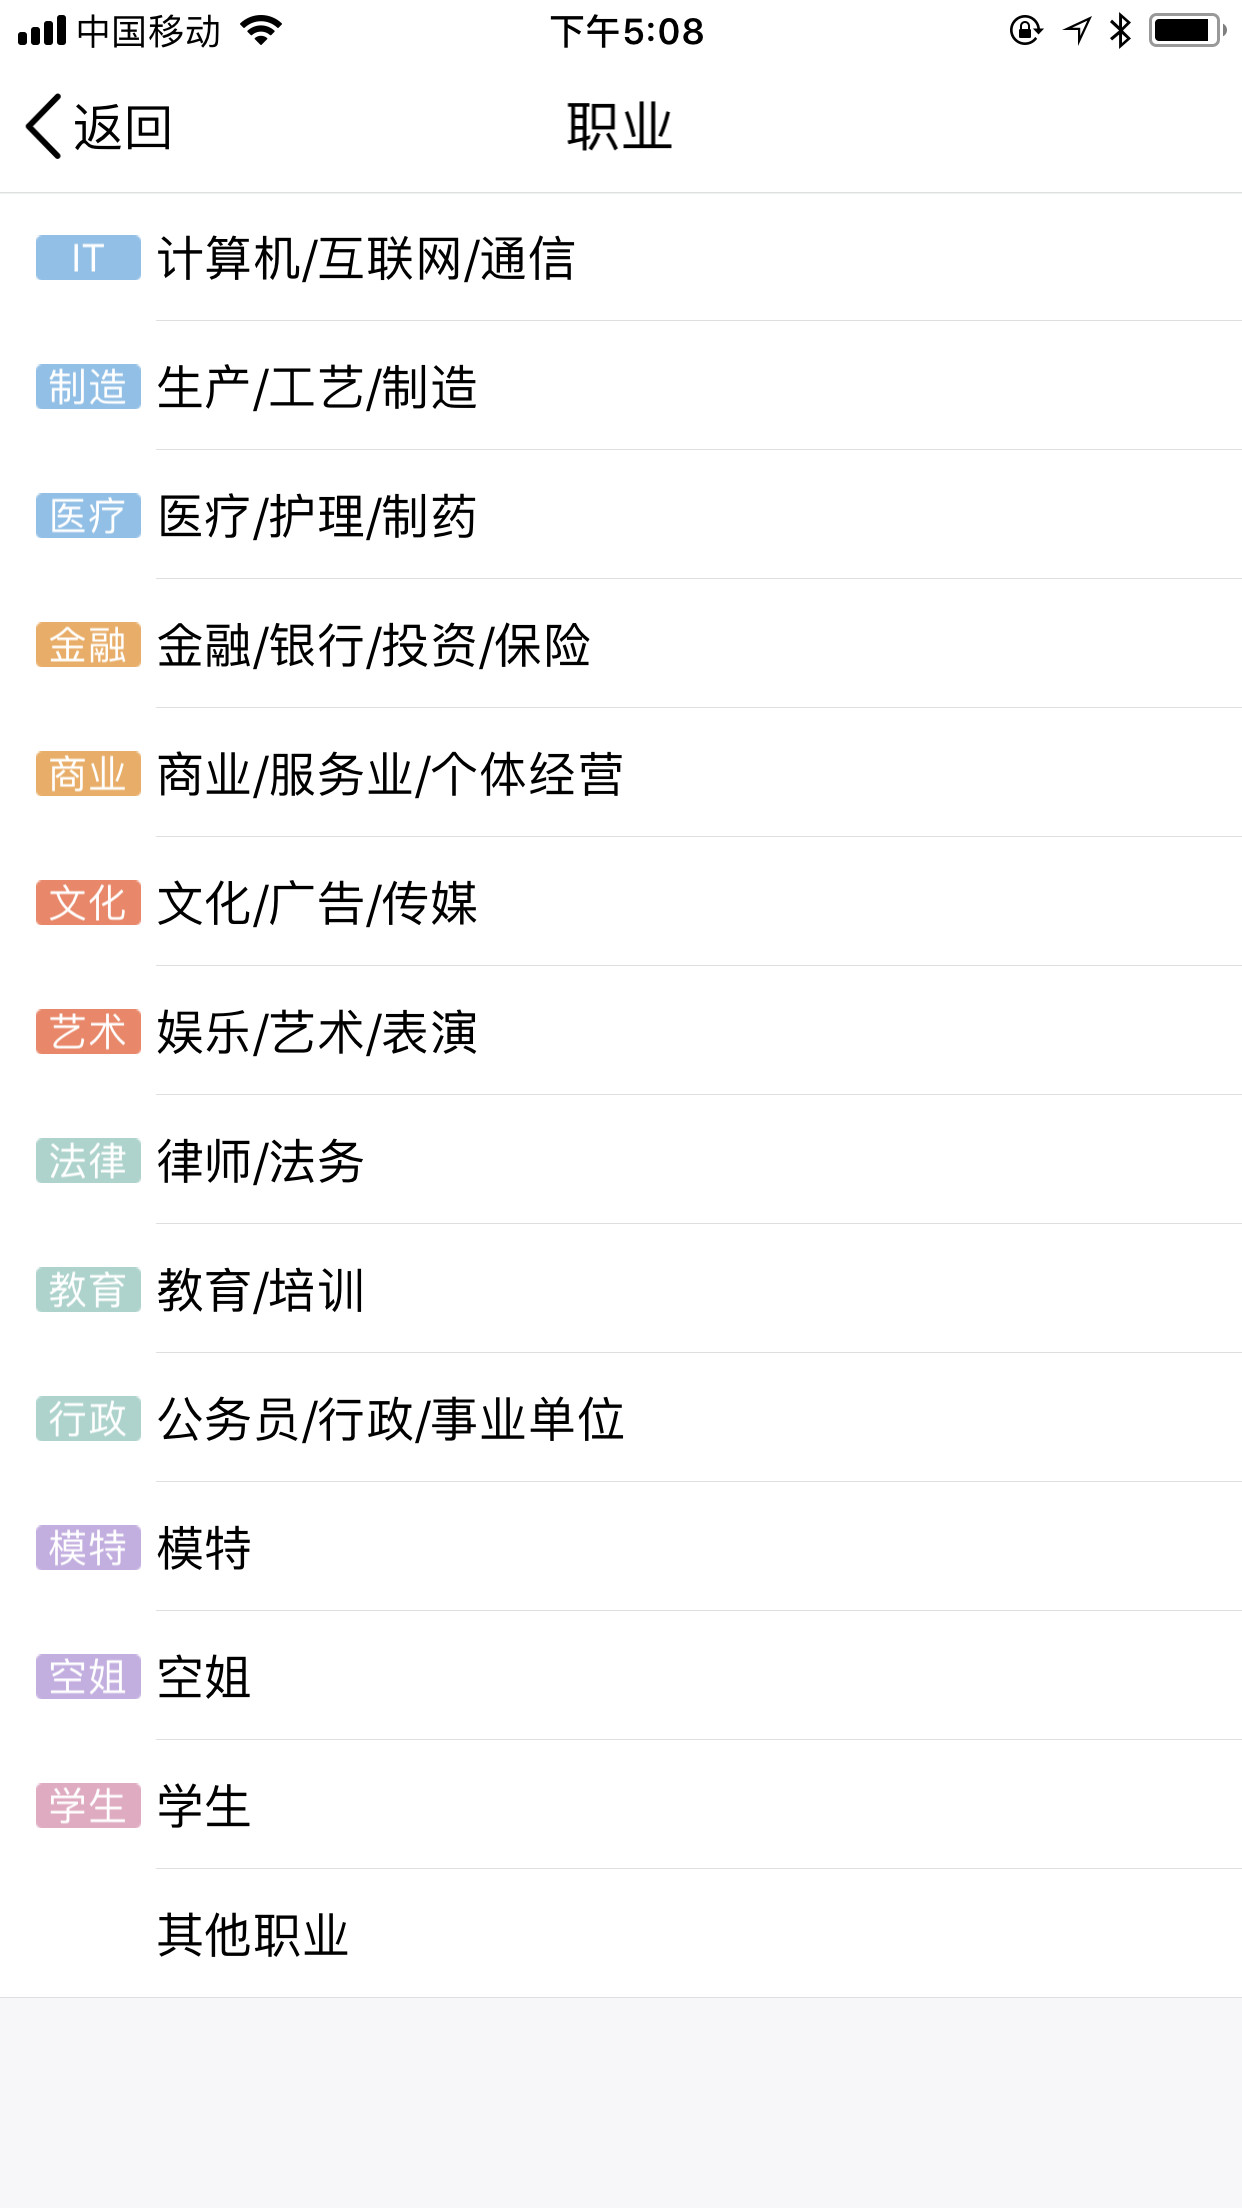 中国移动 下午5:08
返回 职业
IT 计算机/互联网/通信
制造 生产/工艺/制造
医疗 医疗/护理/制药
金融 金融/银行/投资/保险
商业 商业/服务业/个体经营
文化 文化/广告/传媒
艺术 娱乐/艺术/表演
法律 律师/法务
教育 教育/培训
行政 公务员/行政/事业单位
模特 模特
空姐 空姐
学生 学生
其他职业